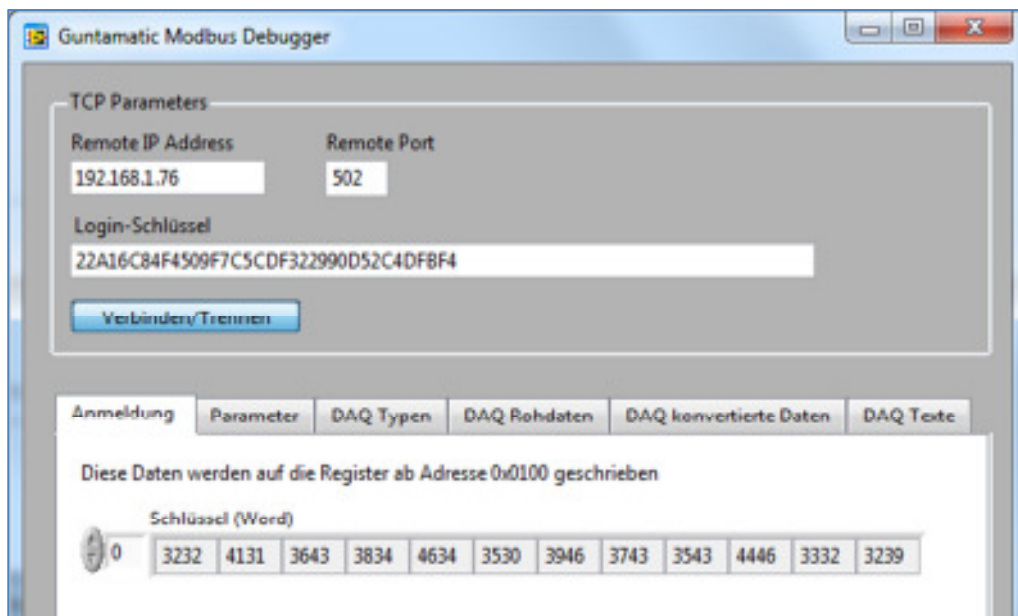 Guntamatic Modbus Debugger
TCP Parameters
Remote IP Address Remote Port
192.168.1.76 502
Login-Schlüssel
22A16C84F4509F7C5CDF322990D52C4DFBF4
Verbinden/Trennen
Anmeldung Parameter DAQ Typen DAQ Rohdaten DAQ konvertierte Daten DAQ Texte
Diese Daten werden auf die Register ab Adresse 0x0100 geschrieben
Schlüssel (Word)
0 3232 4131 3643 3834 4634 3530 3946 3743 3543 4446 3332 3239